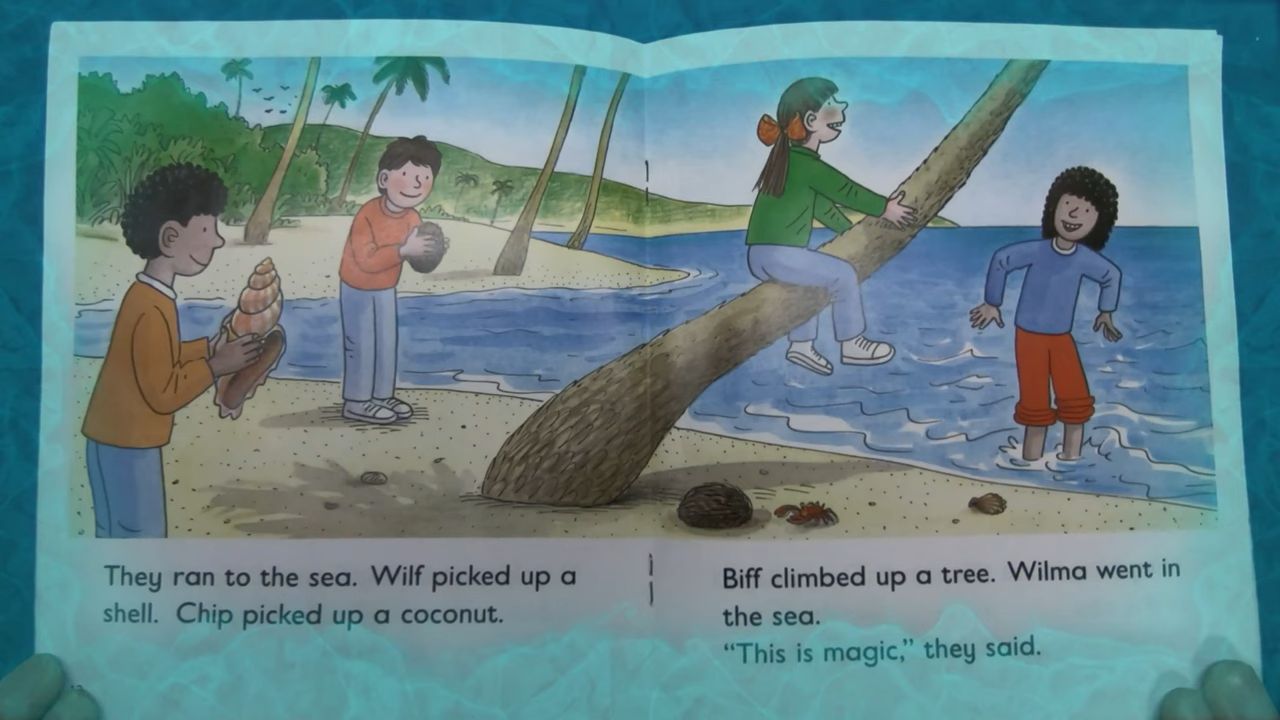 They ran to the sea. Wilf picked up a
shell. Chip picked up a coconut.
Biff climbed up a tree. Wilma went in
the sea.
“This is magic,” they said.